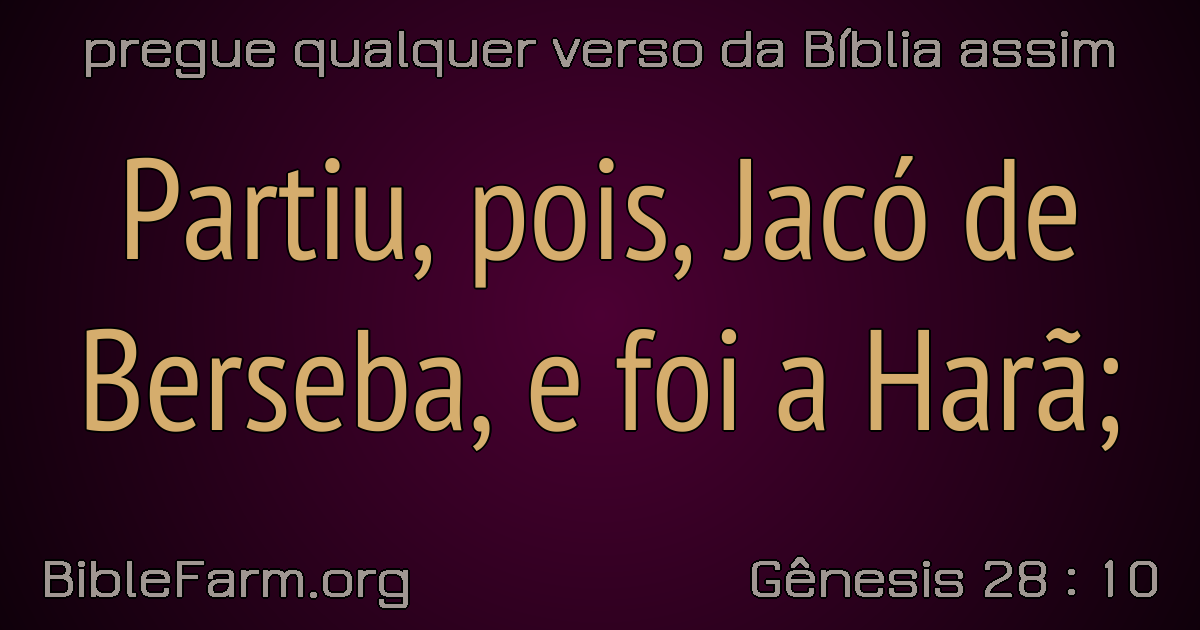 pregue qualquer verso da Bíblia assim
Partiu, pois, Jacó de
Berseba, e foi a Harã;
BibleFarm.org
Gênesis 28 : 10